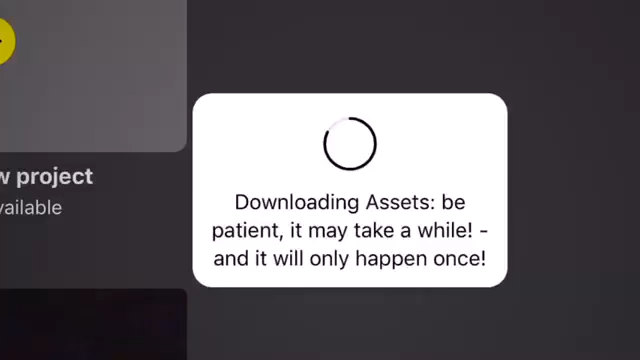 w project
vailable
Downloading Assets: be
patient, it may take a while! -
and it will only happen once!